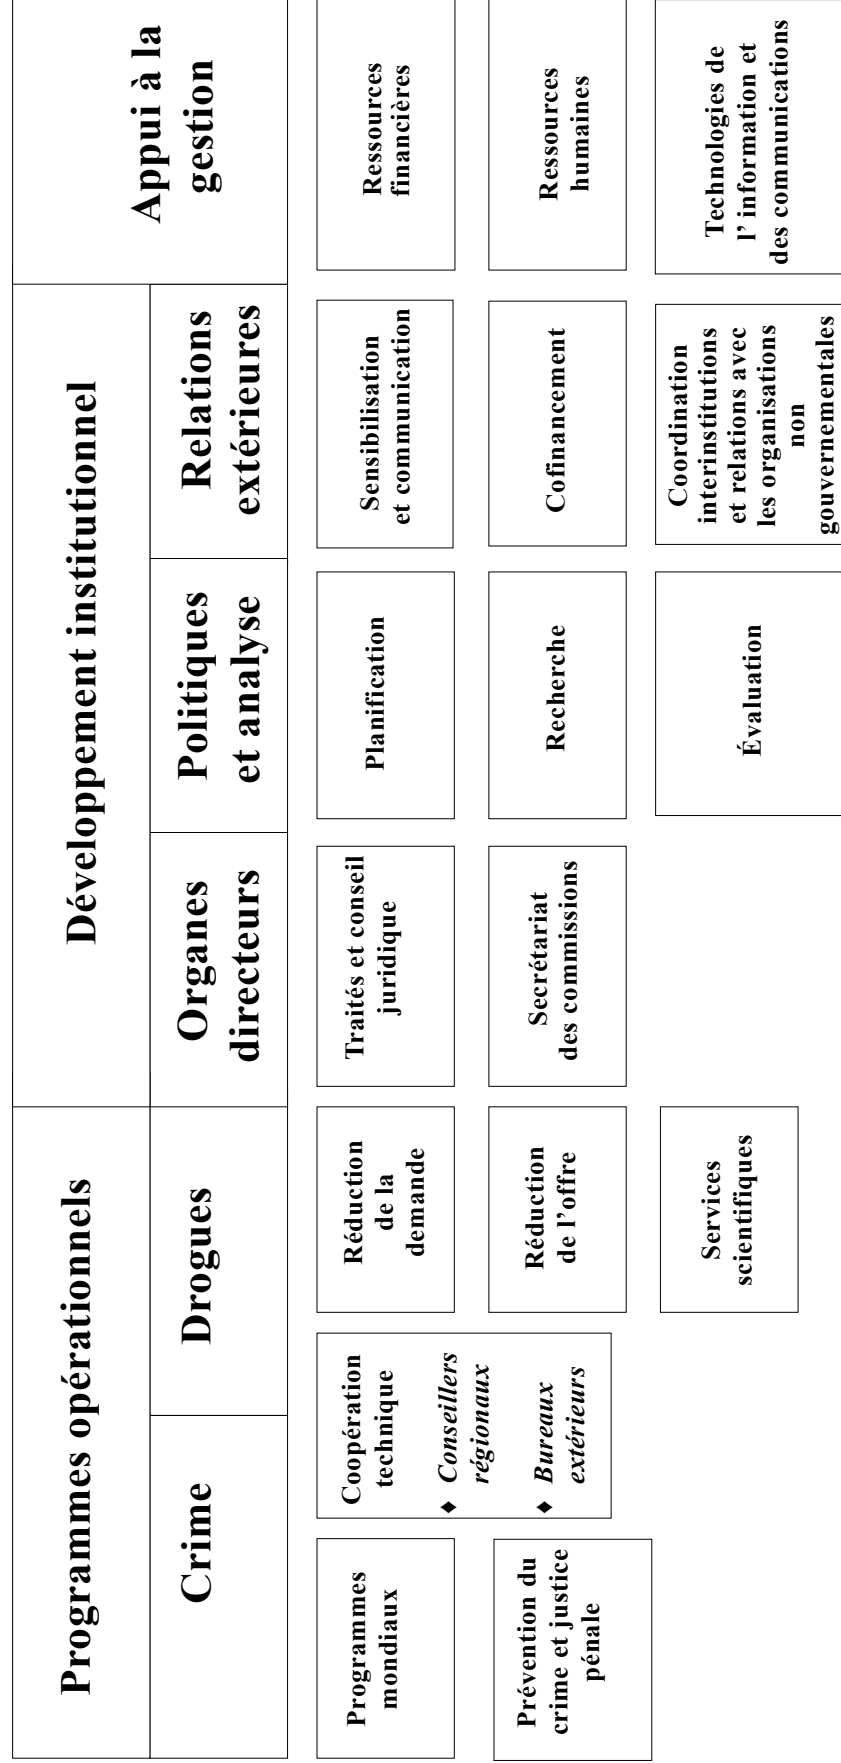 Programmes opérationnels
Développement institutionnel
Appui à la
gestion
Crime
Drogues
Organes
directeurs
Politiques
et analyse
Relations
extérieures
Programmes
mondiaux
Coopération
technique
♦ Conseillers
régionaux
♦ Bureaux
extérieurs
Réduction
de la
demande
Traités et conseil
juridique
Planification
Sensibilisation
et communication
Ressources
financières
Prévention du
crime et justice
pénale
Réduction
de l’offre
Secrétariat
des commissions
Recherche
Cofinancement
Ressources
humaines
Services
scientifiques
Évaluation
Coordination
interinstitutions
et relations avec
les organisations
non
gouvernementales
Technologies de
l’ information et
des communications